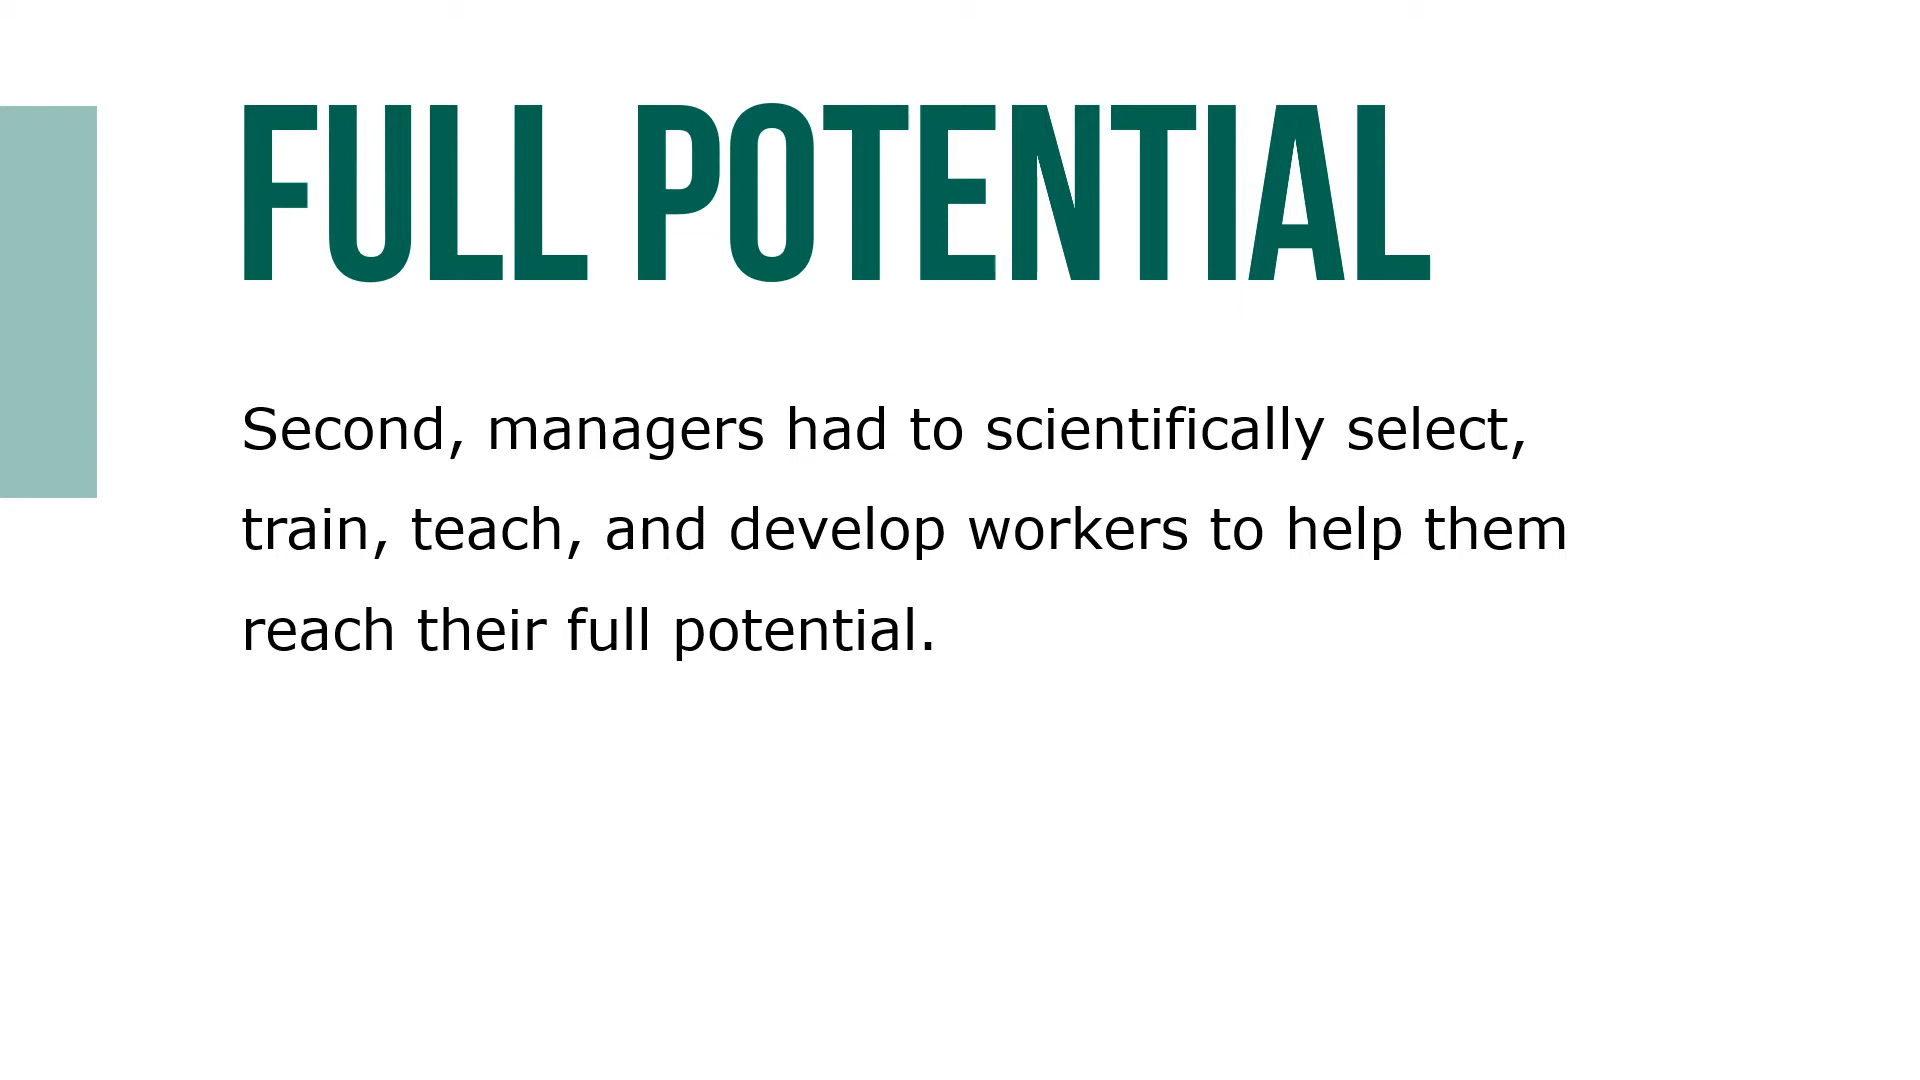 FULL POTENTIAL
Second, managers had to scientifically select,
train, teach, and develop workers to help them
reach their full potential.